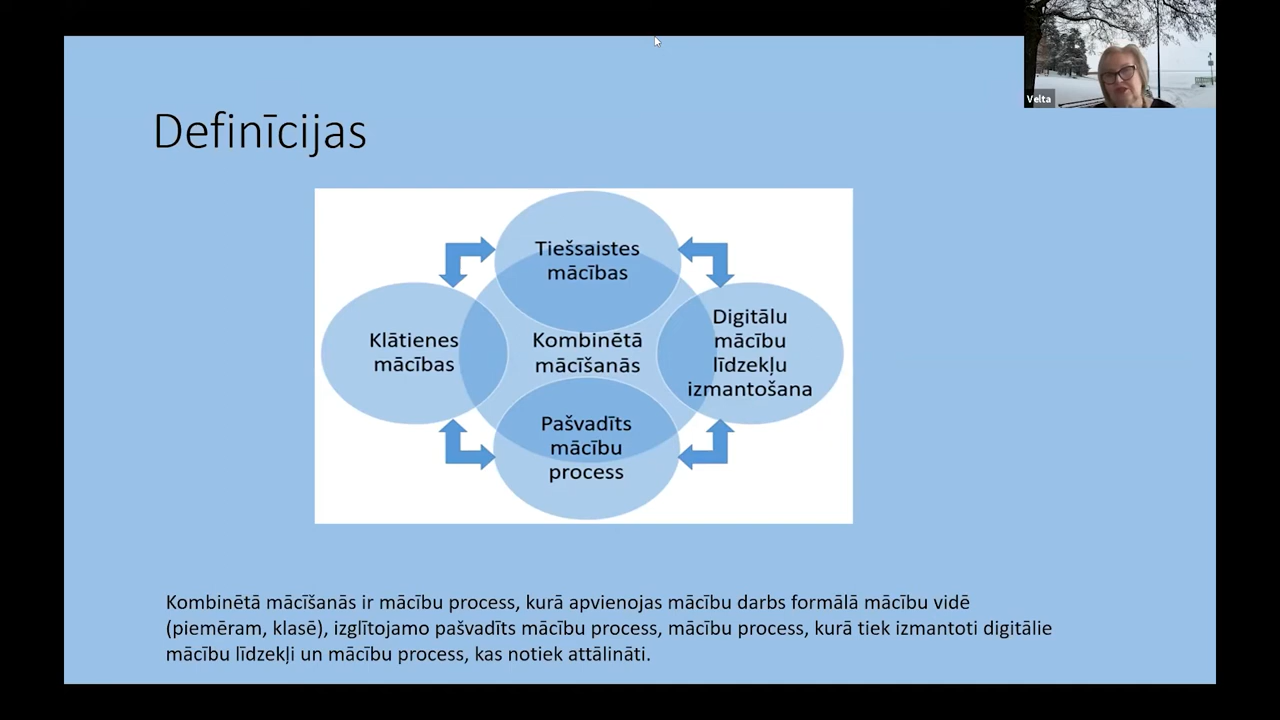 Velta
Definīcijas
Tiešsaistes
mācības
Klātienes
mācības
Kombinētā
mācīšanās
Digitālu
mācību
līdzekļu
izmantošana
Pašvadīts
mācību
process
Kombinētā mācīšanās ir mācību process, kurā apvienojas mācību darbs formālā mācību vidē
(piemēram, klasē), izglītojamo pašvadīts mācību process, mācību process, kurā tiek izmantoti digitālie
mācību līdzekļi un mācību process, kas notiek attālināti.